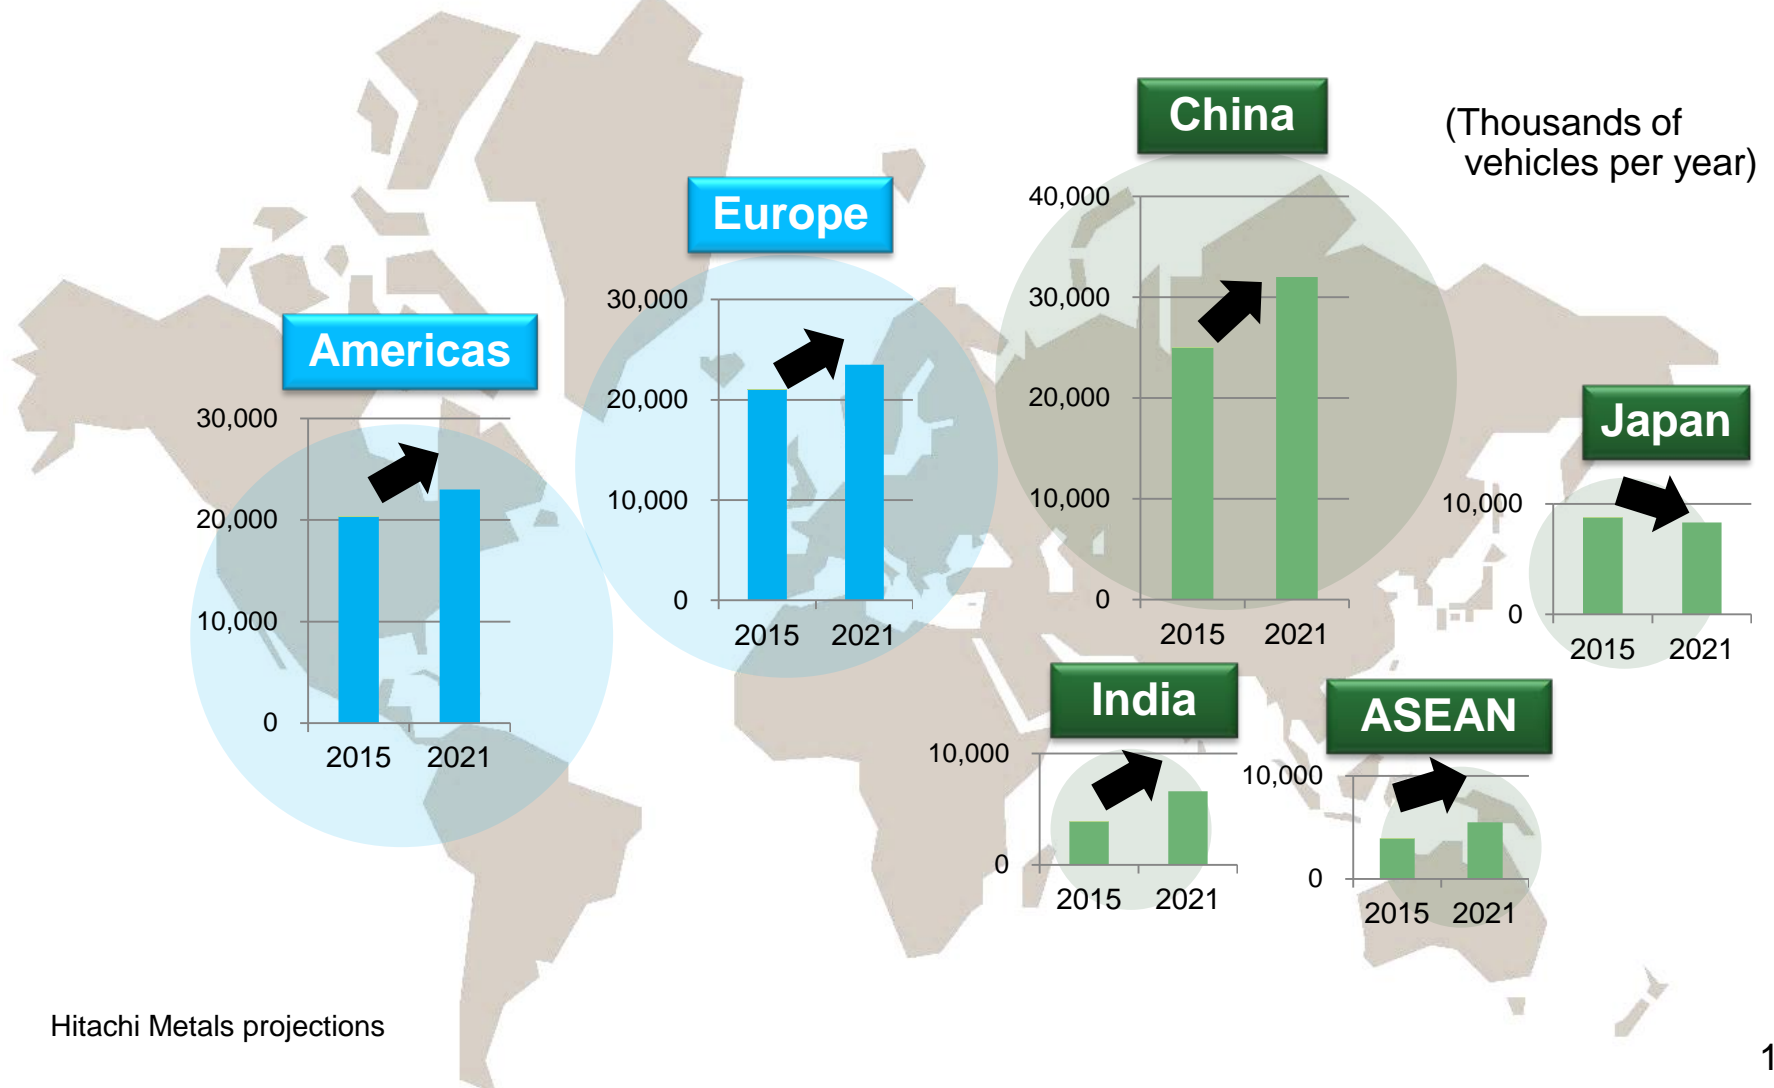 China
(Thousands of
vehicles per year)
40,000
30,000
20,000
10,000
0
2015 2021
Europe
30,000
20,000
10,000
0
2015 2021
Americas
30,000
20,000
10,000
0
2015 2021
Japan
10,000
0
2015 2021
India
10,000
0
2015 2021
ASEAN
10,000
0
2015 2021
Hitachi Metals projections
1